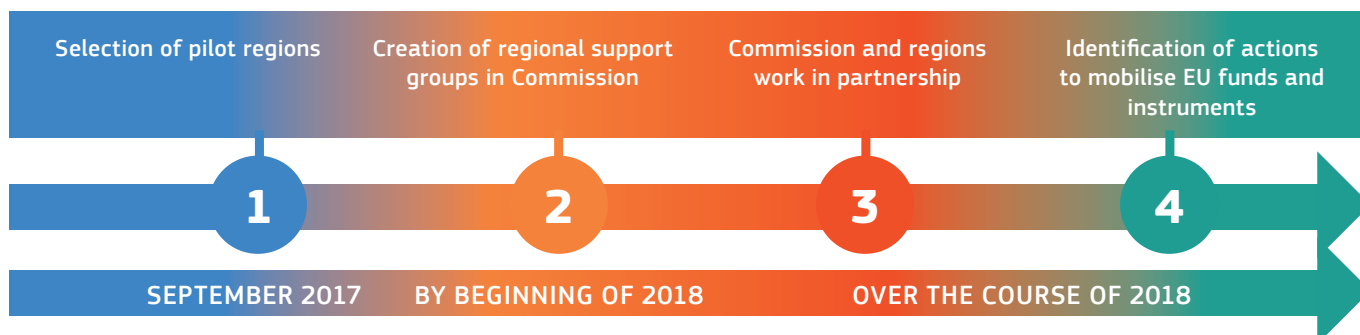 Selection of pilot regions
Creation of regional support
groups in Commission
Commission and regions
work in partnership
Identification of actions
to mobilise EU funds and
instruments
1
2
3
4
SEPTEMBER 2017
BY BEGINNING OF 2018
OVER THE COURSE OF 2018